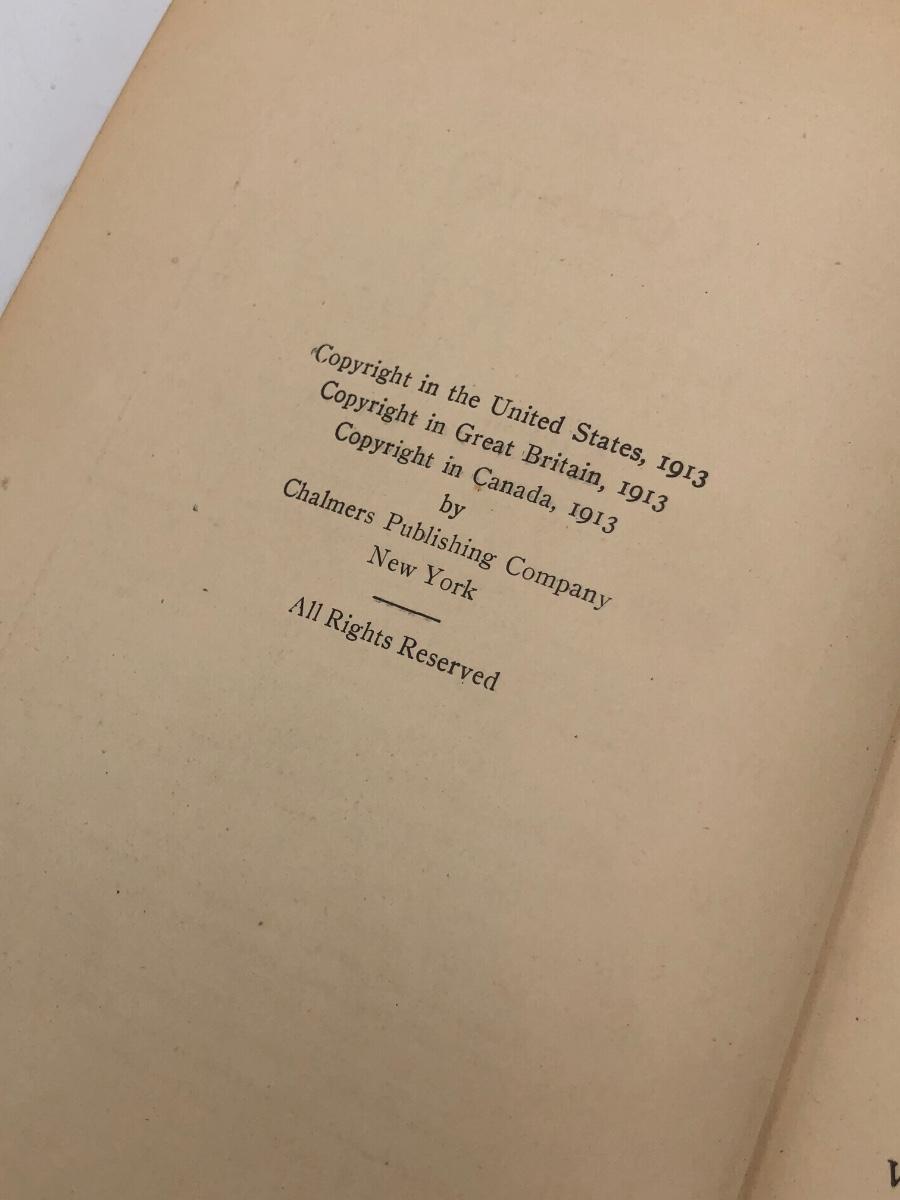 Copyright in the United States, 1913
Copyright in Great Britain, 1913
Copyright in Canada, 1913
by
Chalmers Publishing Company
New York
All Rights Reserved